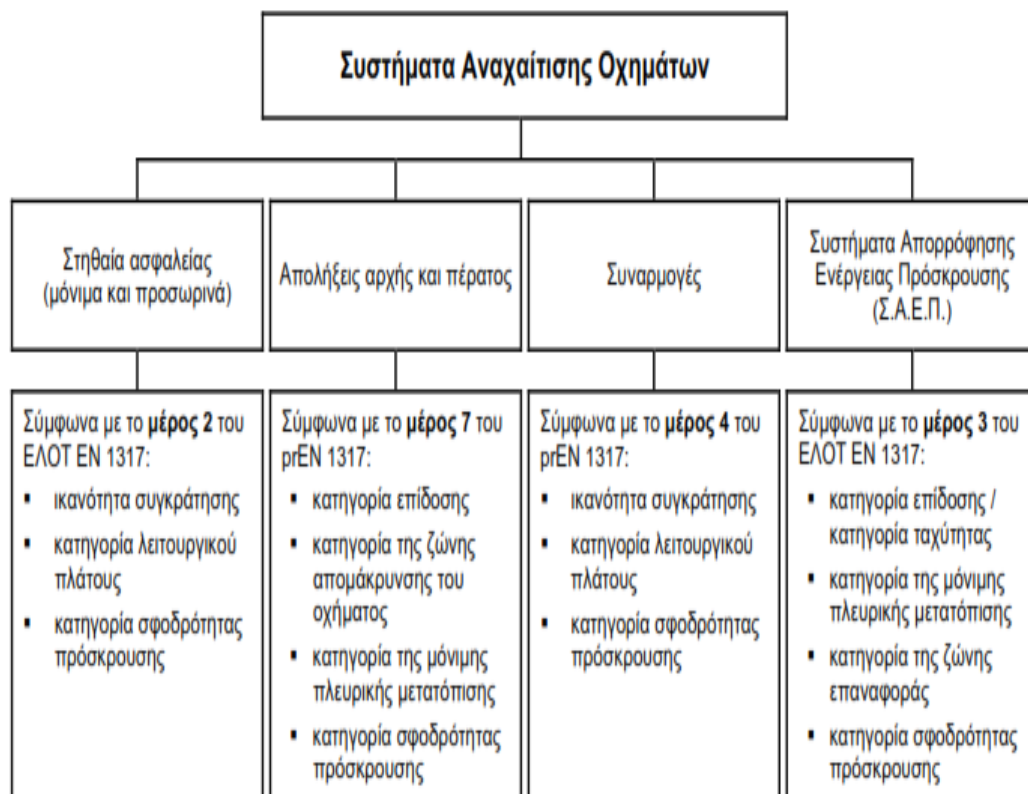 Συστήματα Αναχαίτισης Οχημάτων
Στηθαία ασφαλείας
(μόνιμα και προσωρινά)
Απολήξεις αρχής και πέρατος
Συναρμογές
Συστήματα Απορρόφησης
Ενέργειας Πρόσκρουσης
(Σ.Α.Ε.Π.)
Σύμφωνα με το μέρος 2 του
ΕΛΟΤ EN 1317:
▪ ικανότητα συγκράτησης
▪ κατηγορία λειτουργικού
πλάτους
▪ κατηγορία σφοδρότητας
πρόσκρουσης
Σύμφωνα με το μέρος 7 του
prEN 1317:
▪ κατηγορία επίδοσης
▪ κατηγορία της ζώνης
απομάκρυνσης του
οχήματος
▪ κατηγορία της μόνιμης
πλευρικής μετατόπισης
▪ κατηγορία σφοδρότητας
πρόσκρουσης
Σύμφωνα με το μέρος 4 του
prEN 1317:
▪ ικανότητα συγκράτησης
▪ κατηγορία λειτουργικού
πλάτους
▪ κατηγορία σφοδρότητας
πρόσκρουσης
Σύμφωνα με το μέρος 3 του
ΕΛΟΤ EN 1317:
▪ κατηγορία επίδοσης /
κατηγορία ταχύτητας
▪ κατηγορία της μόνιμης
πλευρικής μετατόπισης
▪ κατηγορία της ζώνης
επαναφοράς
▪ κατηγορία σφοδρότητας
πρόσκρουσης